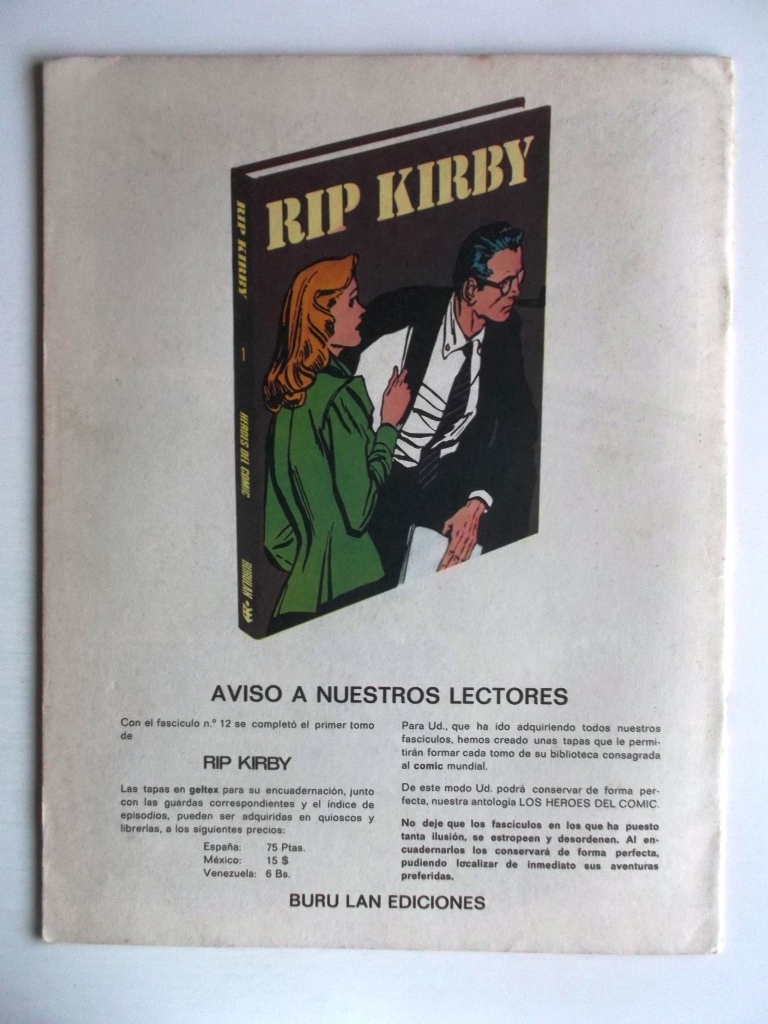 RIP KIRBY
RIP KIRBY
1
HEROES DEL COMIC
BURULAN
AVISO A NUESTROS LECTORES
Con el fascículo n.º 12 se completó el primer tomo
de
RIP KIRBY
Las tapas en geltex para su encuadernación, junto
con las guardas correspondientes y el índice de
episodios, pueden ser adquiridas en quioscos y
librerías, a los siguientes precios:
España: 75 Ptas.
México: 15 $
Venezuela: 6 Bs.
Para Ud., que ha ido adquiriendo todos nuestros
fascículos, hemos creado unas tapas que le permi-
tirán formar cada tomo de su biblioteca consagrada
al comic mundial.
De este modo Ud. podrá conservar de forma per-
fecta, nuestra antología LOS HEROES DEL COMIC.
No deje que los fascículos en los que ha puesto
tanta ilusión, se estropeen y desordenen. Al en-
cuadernarlos los conservará de forma perfecta,
pudiendo localizar de inmediato sus aventuras
preferidas.
BURU LAN EDICIONES